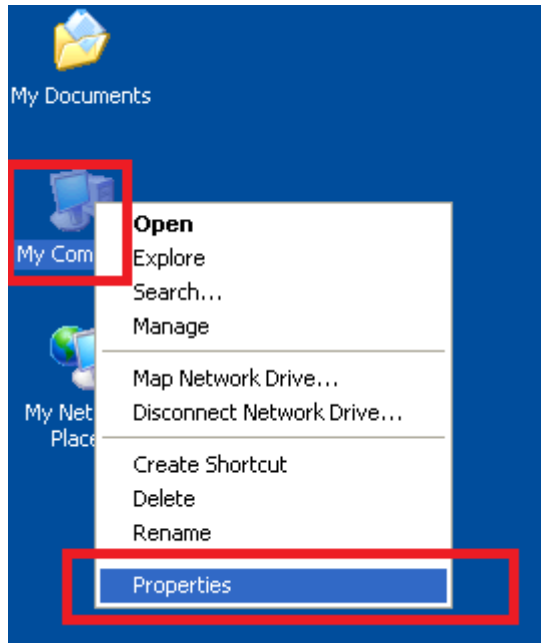 My Documents
My Com
Open
Explore
Search...
Manage
Map Network Drive...
Disconnect Network Drive...
My Net
Place
Create Shortcut
Delete
Rename
Properties